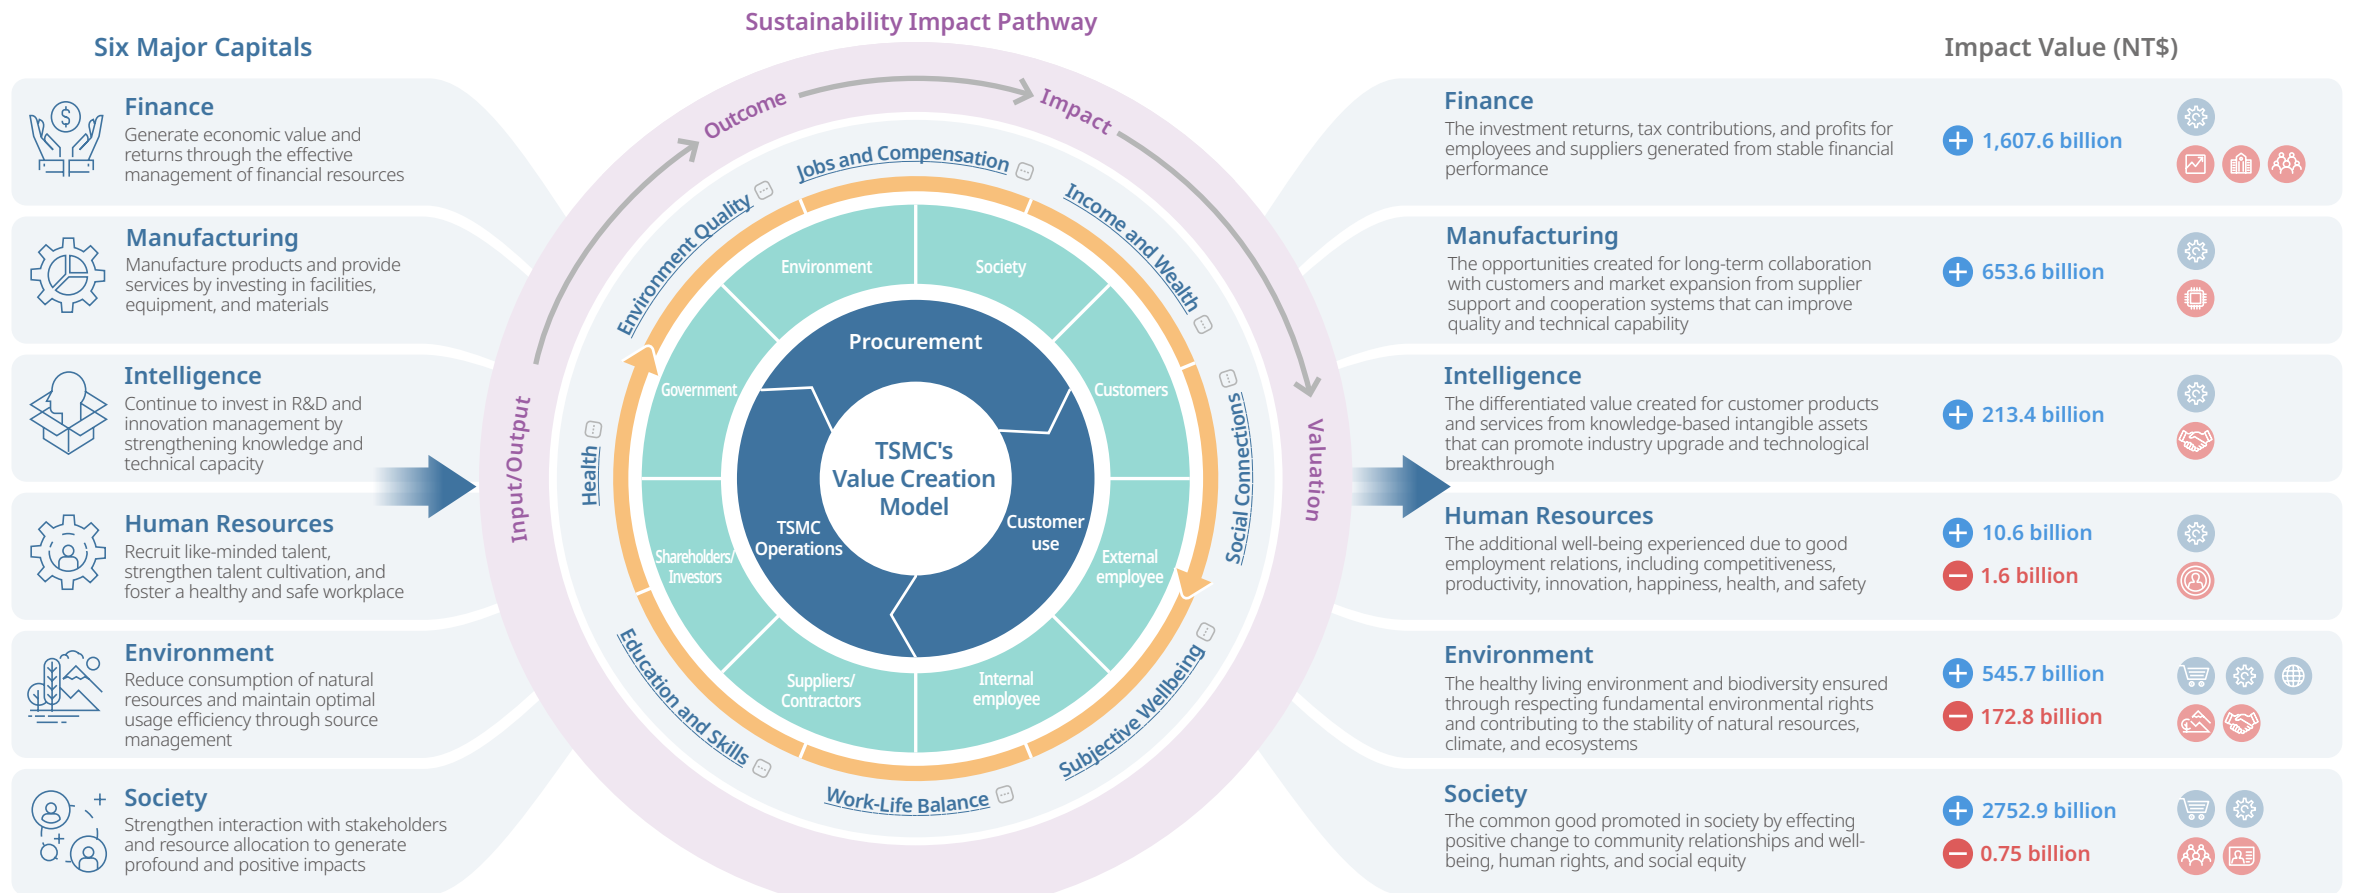 Sustainability Impact Pathway
Six Major Capitals
Finance
Generate economic value and
returns through the effective
management of financial resources
Manufacturing
Manufacture products and provide
services by investing in facilities,
equipment, and materials
Intelligence
Continue to invest in R&D and
innovation management by
strengthening knowledge and
technical capacity
Human Resources
Recruit like-minded talent,
strengthen talent cultivation, and
foster a healthy and safe workplace
Environment
Reduce consumption of natural
resources and maintain optimal
usage efficiency through source
management
Society
Strengthen interaction with stakeholders
and resource allocation to generate
profound and positive impacts
Input/Output
Outcome
Impact
Valuation
Jobs and Compensation
Income and Wealth
Social Connections
Subjective Wellbeing
Work-Life Balance
Education and Skills
Health
Environment Quality
Environment
Society
Customers
External
employee
Internal
employee
Suppliers/
Contractors
Shareholders/
Investors
Government
Procurement
Customer
use
TSMC
Operations
TSMC's
Value Creation
Model
Impact Value (NT$)
Finance
The investment returns, tax contributions, and profits for
employees and suppliers generated from stable financial
performance
+ 1,607.6 billion
Manufacturing
The opportunities created for long-term collaboration
with customers and market expansion from supplier
support and cooperation systems that can improve
quality and technical capability
+ 653.6 billion
Intelligence
The differentiated value created for customer products
and services from knowledge-based intangible assets
that can promote industry upgrade and technological
breakthrough
+ 213.4 billion
Human Resources
The additional well-being experienced due to good
employment relations, including competitiveness,
productivity, innovation, happiness, health, and safety
+ 10.6 billion
− 1.6 billion
Environment
The healthy living environment and biodiversity ensured
through respecting fundamental environmental rights
and contributing to the stability of natural resources,
climate, and ecosystems
+ 545.7 billion
− 172.8 billion
Society
The common good promoted in society by effecting
positive change to community relationships and well-
being, human rights, and social equity
+ 2752.9 billion
− 0.75 billion